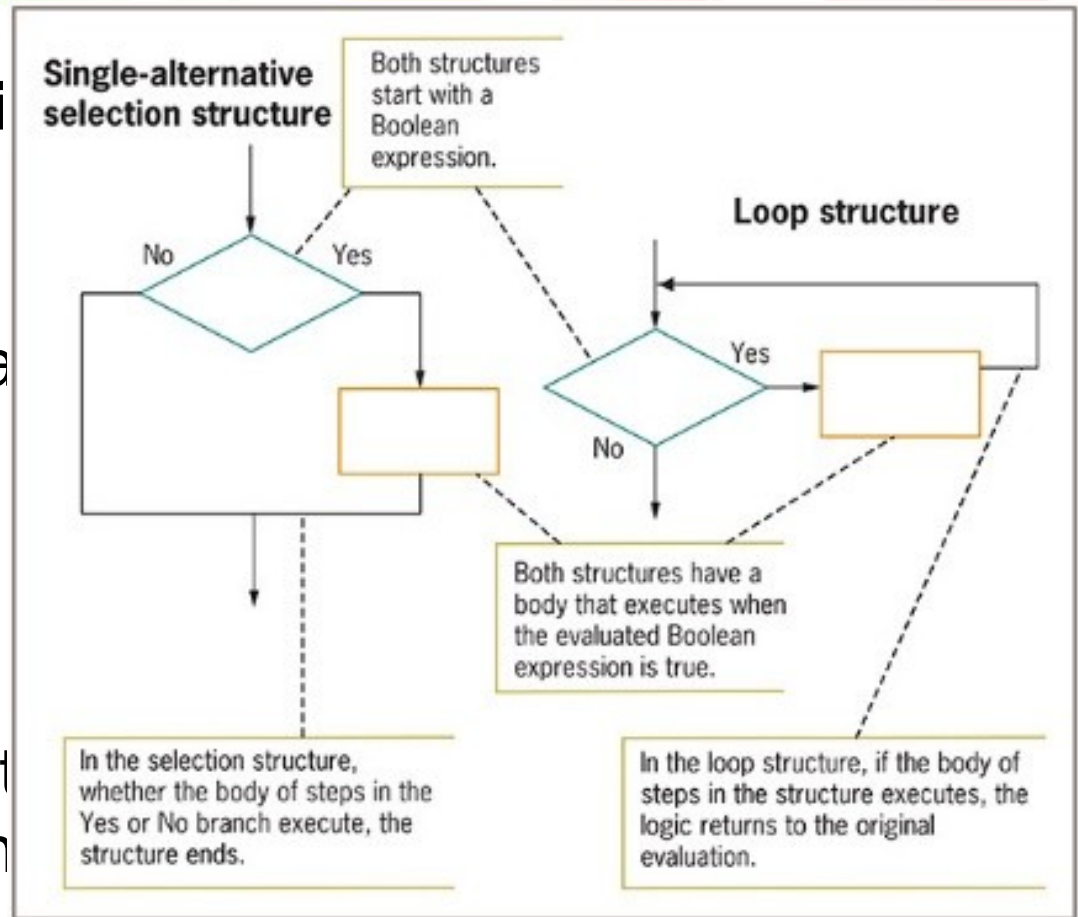 Single-alternative
selection structure
Both structures
start with a
Boolean
expression.
Loop structure
No
Yes
Yes
No
Both structures have a
body that executes when
the evaluated Boolean
expression is true.
In the selection structure,
whether the body of steps in the
Yes or No branch execute, the
structure ends.
In the loop structure, if the body of
steps in the structure executes, the
logic returns to the original
evaluation.